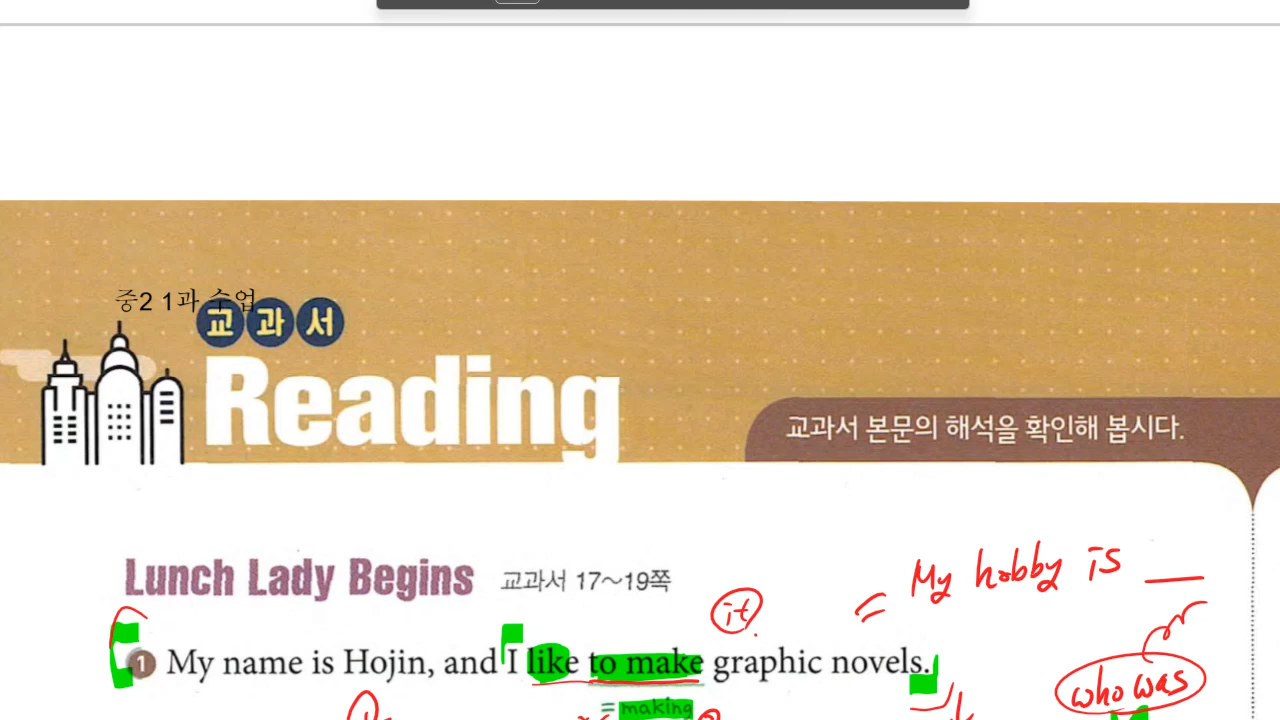 중2 1과 수업
교과서
Reading
교과서 본문의 해석을 확인해 봅시다.
= My hobby is
Lunch Lady Begins 교과서 17~19쪽
it
1 My name is Hojin, and I like to make graphic novels.
who was
= making